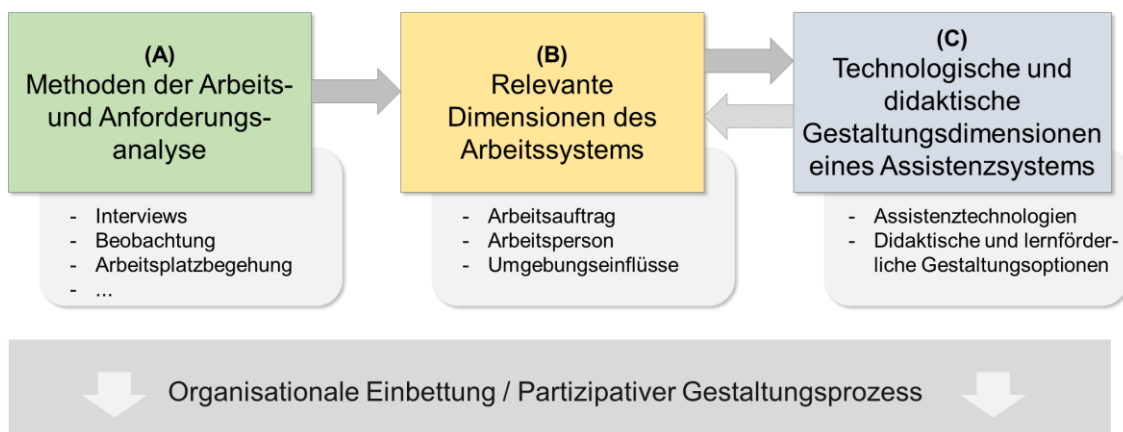 (A)
Methoden der Arbeits-
und Anforderungs-
analyse
- Interviews
- Beobachtung
- Arbeitsplatzbegehung
- ...
(B)
Relevante
Dimensionen des
Arbeitssystems
- Arbeitsauftrag
- Arbeitsperson
- Umgebungseinflüsse
(C)
Technologische und
didaktische
Gestaltungsdimensionen
eines Assistenzsystems
- Assistenztechnologien
- Didaktische und lernförder-
liche Gestaltungsoptionen
Organisationale Einbettung / Partizipativer Gestaltungsprozess